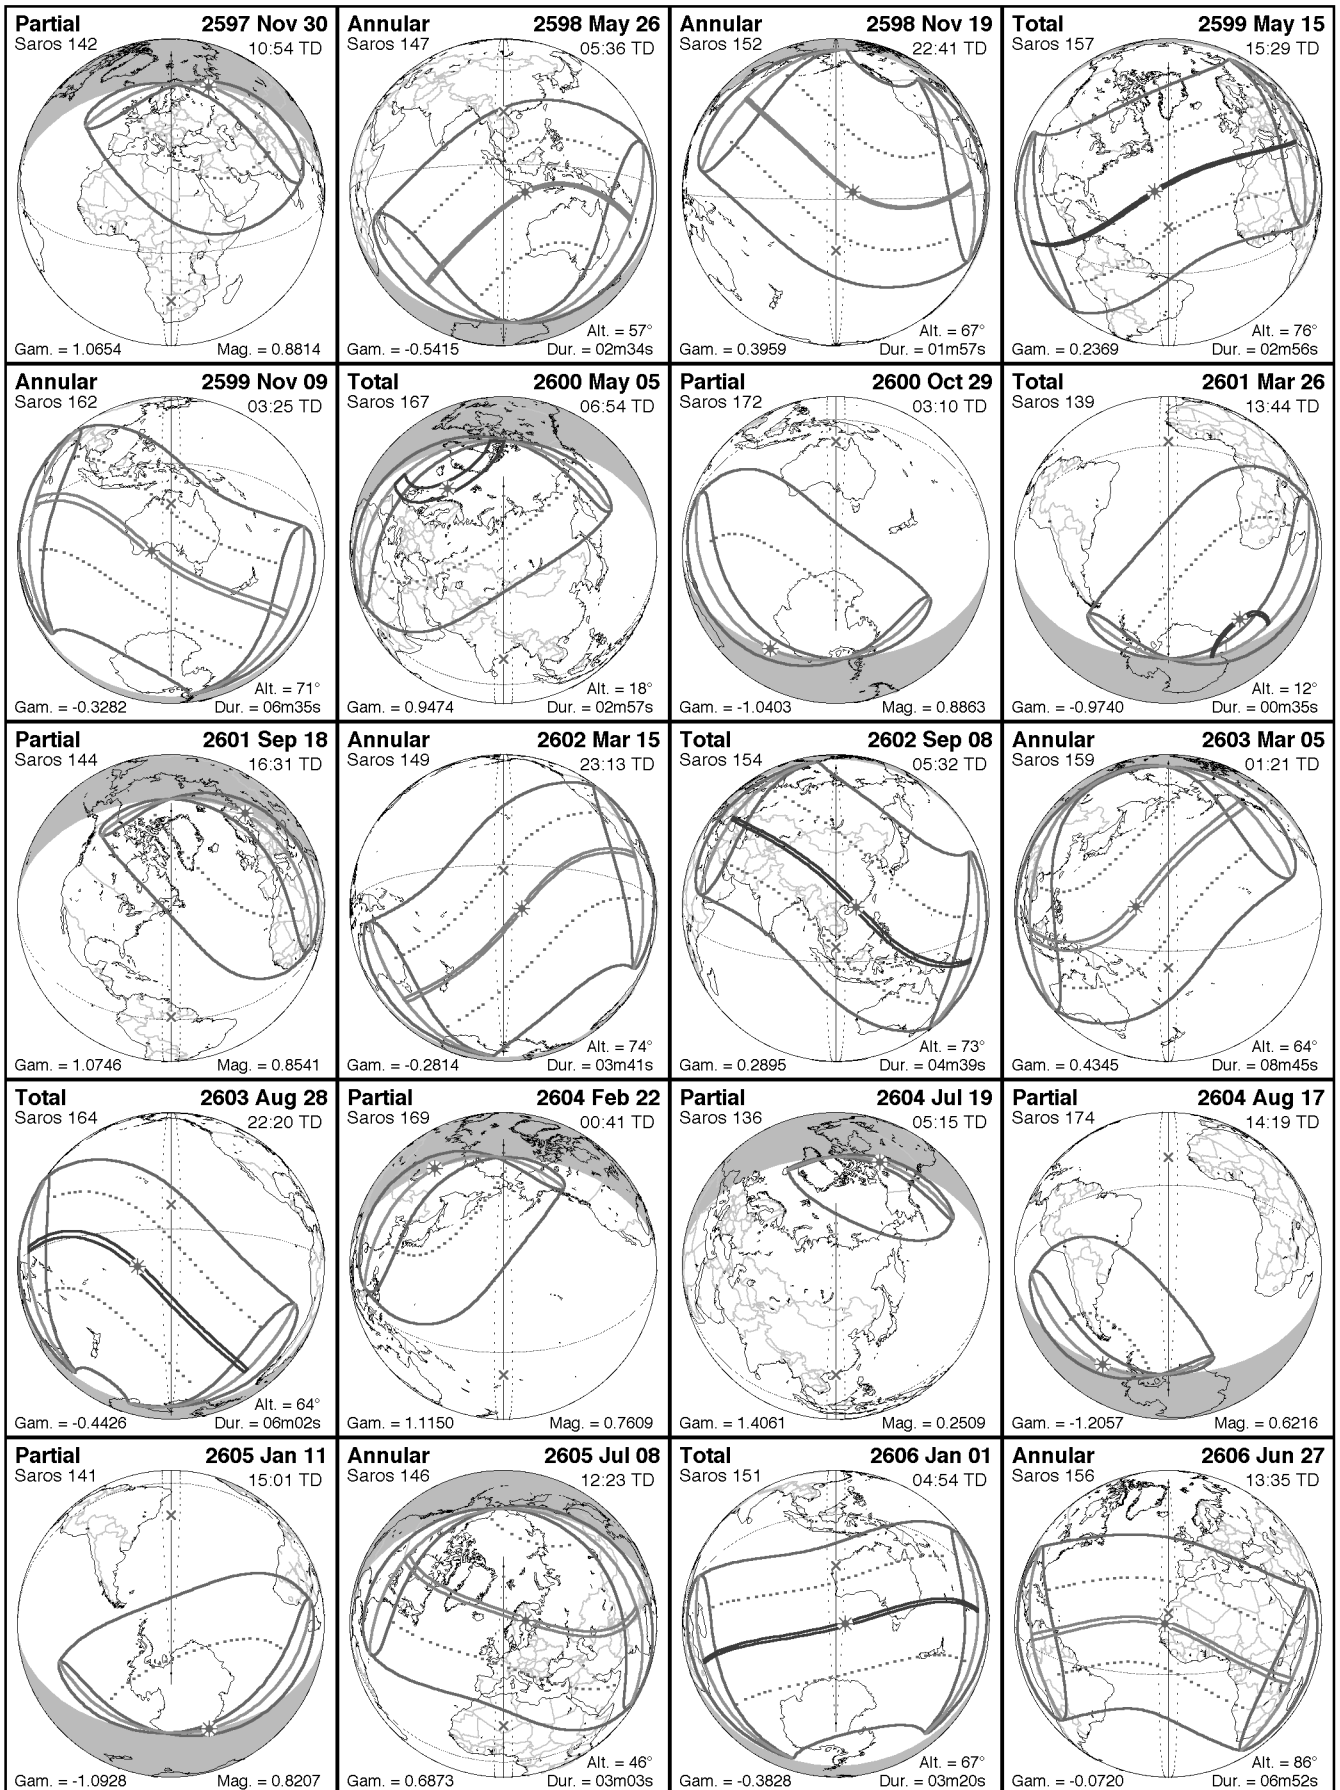 Partial 2597 Nov 30
Saros 142 10:54 TD
Gam. = 1.0654 Mag. = 0.8814
Annular 2598 May 26
Saros 147 05:36 TD
Alt. = 57°
Gam. = -0.5415 Dur. = 02m34s
Annular 2598 Nov 19
Saros 152 22:41 TD
Alt. = 67°
Gam. = 0.3959 Dur. = 01m57s
Total 2599 May 15
Saros 157 15:29 TD
Alt. = 76°
Gam. = 0.2369 Dur. = 02m56s
Annular 2599 Nov 09
Saros 162 03:25 TD
Alt. = 71°
Gam. = -0.3282 Dur. = 06m35s
Total 2600 May 05
Saros 167 06:54 TD
Alt. = 18°
Gam. = 0.9474 Dur. = 02m57s
Partial 2600 Oct 29
Saros 172 03:10 TD
Gam. = -1.0403 Mag. = 0.8863
Total 2601 Mar 26
Saros 139 13:44 TD
Alt. = 12°
Gam. = -0.9740 Dur. = 00m35s
Partial 2601 Sep 18
Saros 144 16:31 TD
Gam. = 1.0746 Mag. = 0.8541
Annular 2602 Mar 15
Saros 149 23:13 TD
Alt. = 74°
Gam. = -0.2814 Dur. = 03m41s
Total 2602 Sep 08
Saros 154 05:32 TD
Alt. = 73°
Gam. = 0.2895 Dur. = 04m39s
Annular 2603 Mar 05
Saros 159 01:21 TD
Alt. = 64°
Gam. = 0.4345 Dur. = 08m45s
Total 2603 Aug 28
Saros 164 22:20 TD
Alt. = 64°
Gam. = -0.4426 Dur. = 06m02s
Partial 2604 Feb 22
Saros 169 00:41 TD
Gam. = 1.1150 Mag. = 0.7609
Partial 2604 Jul 19
Saros 136 05:15 TD
Gam. = 1.4061 Mag. = 0.2509
Partial 2604 Aug 17
Saros 174 14:19 TD
Gam. = -1.2057 Mag. = 0.6216
Partial 2605 Jan 11
Saros 141 15:01 TD
Gam. = -1.0928 Mag. = 0.8207
Annular 2605 Jul 08
Saros 146 12:23 TD
Alt. = 46°
Gam. = 0.6873 Dur. = 03m03s
Total 2606 Jan 01
Saros 151 04:54 TD
Alt. = 67°
Gam. = -0.3828 Dur. = 03m20s
Annular 2606 Jun 27
Saros 156 13:35 TD
Alt. = 86°
Gam. = -0.0720 Dur. = 06m52s